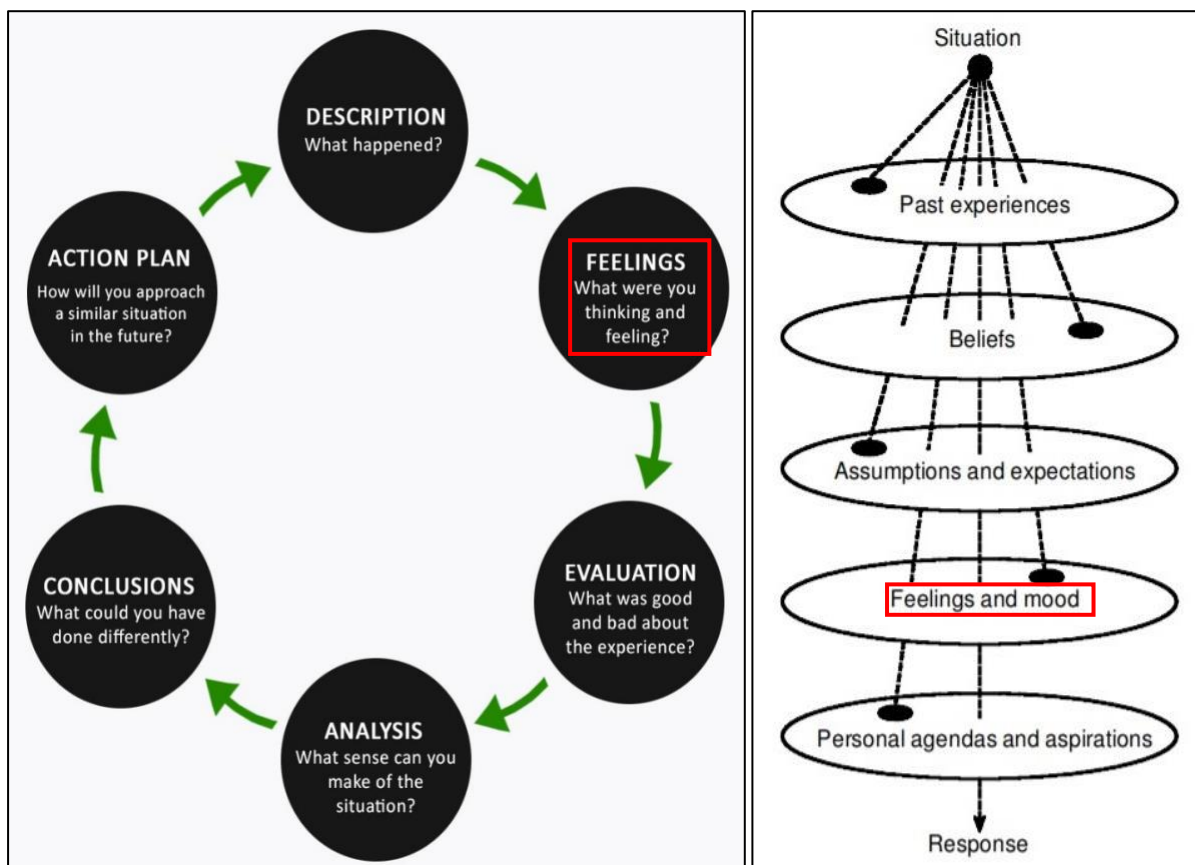 DESCRIPTION
What happened?
FEELINGS
What were you
thinking and
feeling?
EVALUATION
What was good
and bad about
the experience?
ANALYSIS
What sense can you
make of the
situation?
CONCLUSIONS
What could you have
done differently?
ACTION PLAN
How will you approach
a similar situation
in the future?
Situation
Past experiences
Beliefs
Assumptions and expectations
Feelings and mood
Personal agendas and aspirations
Response